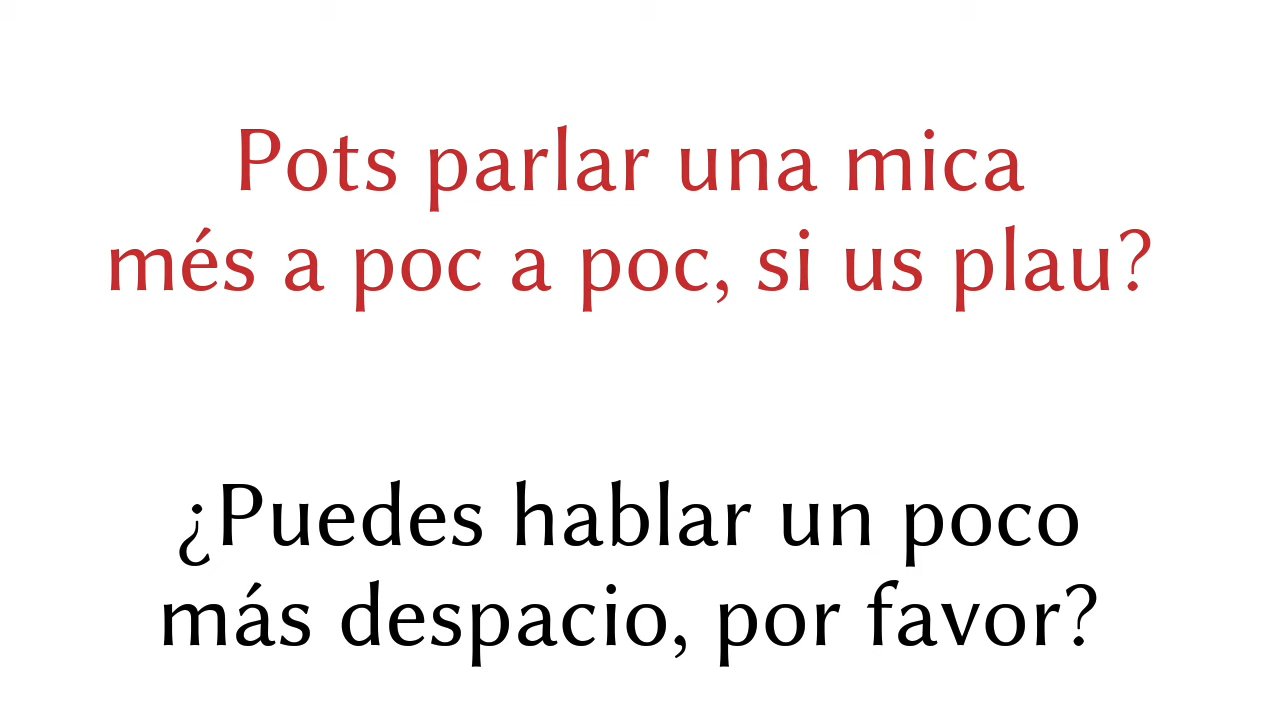 Pots parlar una mica
més a poc a poc, si us plau?
¿Puedes hablar un poco
más despacio, por favor?